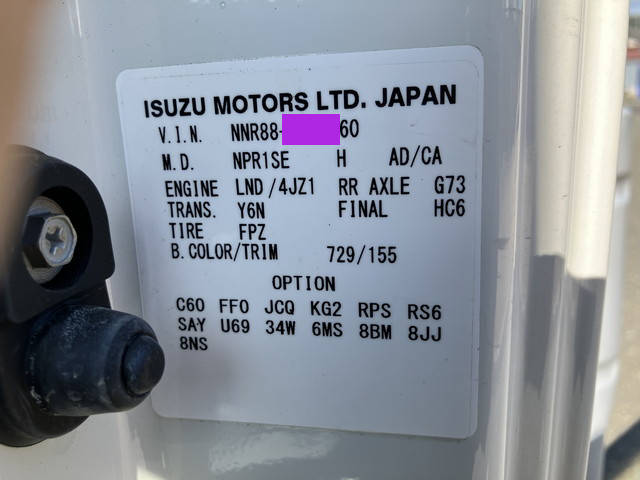 ISUZU MOTORS LTD. JAPAN
V.I.N. NNR88- 60
M.D. NPR1SE H AD/CA
ENGINE LND/4JZ1 RR AXLE G73
TRANS. Y6N FINAL HC6
TIRE FPZ
B.COLOR/TRIM 729/155
OPTION
C60 FF0 JCQ KG2 RPS RS6
SAY U69 34W 6MS 8BM 8JJ
8NS